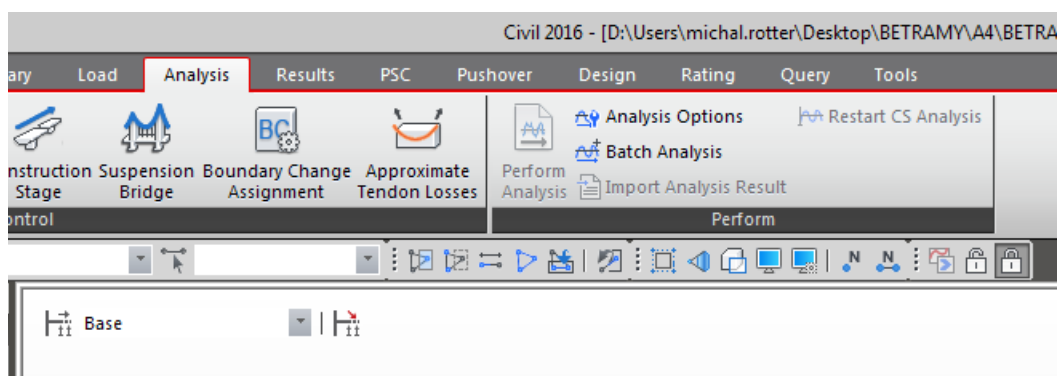 Civil 2016 - [D:\Users\michal.rotter\Desktop\BETRAMY\A4\BETRA
ary Load Analysis Results PSC Pushover Design Rating Query Tools
nstruction Stage
Suspension Bridge
BC
Boundary Change Assignment
Approximate Tendon Losses
Perform Analysis
Analysis Options
Batch Analysis
Import Analysis Result
Restart CS Analysis
ontrol
Perform
N N
Base